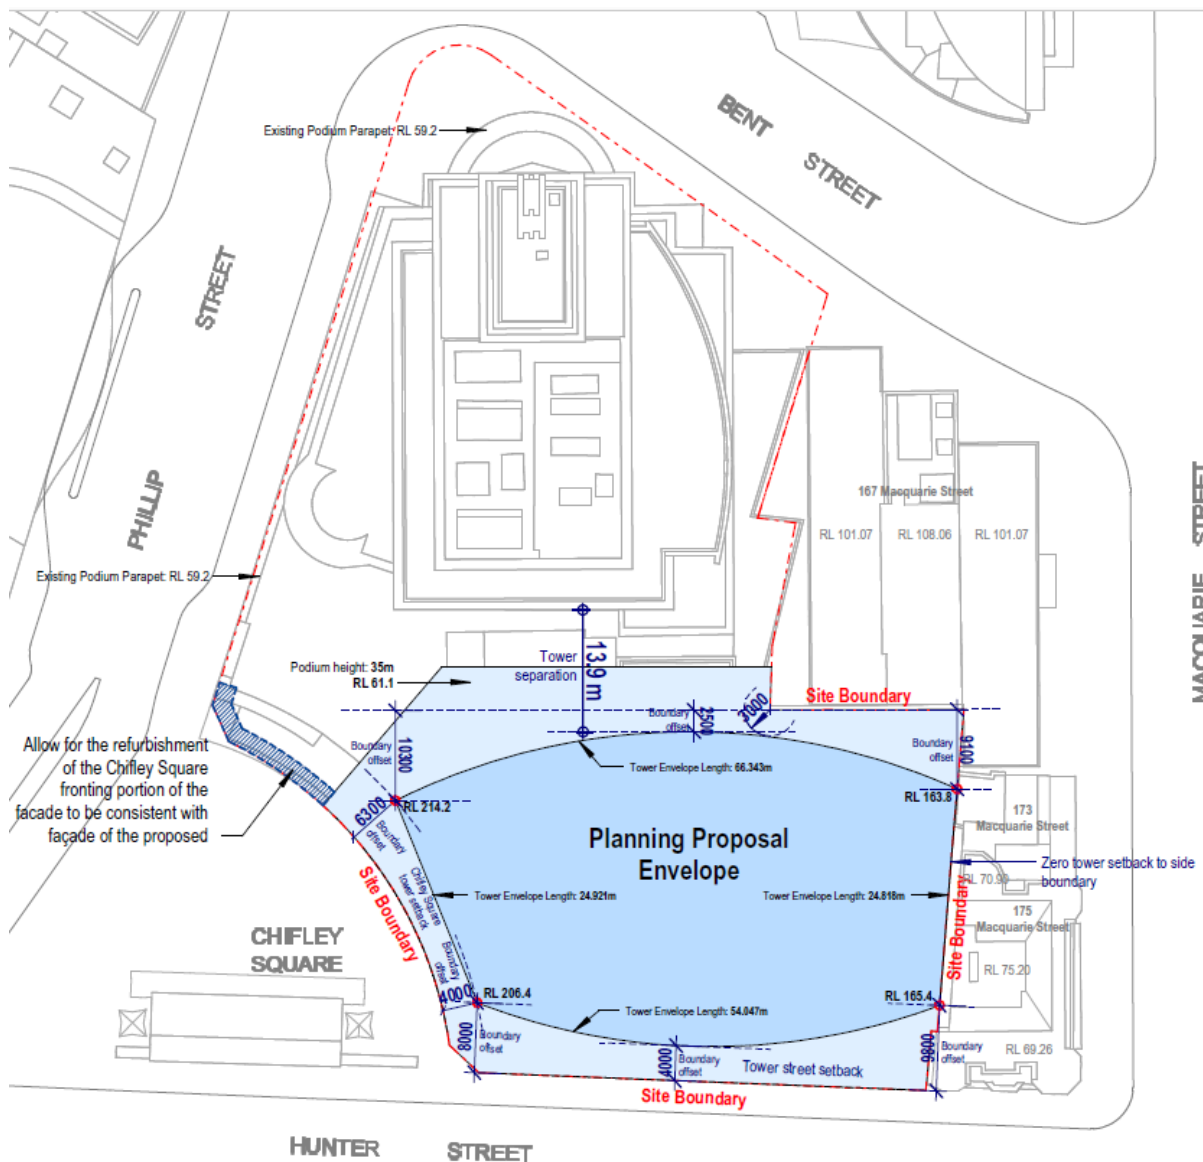 BENT
STREET
Existing Podium Parapet: RL 59.2
STREET
PHILLIP
167 Macquarie Street
RL 101.07
RL 108.06
RL 101.07
MACQUARIE STREET
Existing Podium Parapet: RL 59.2
Tower
separation
13.9 m
Podium height: 35m
RL 61.1
Site Boundary
Boundary
offset
2500
3000
Boundary
offset
10300
Boundary
offset
9100
Allow for the refurbishment
of the Chifley Square
fronting portion of the
facade to be consistent with
façade of the proposed
Tower Envelope Length: 66.343m
RL 214.2
RL 163.8
6300
Boundary
offset
Planning Proposal
Envelope
173
Macquarie Street
Zero tower setback to side
boundary
RL 70.90
Chifley Square
tower setback
Tower Envelope Length: 24.921m
Tower Envelope Length: 24.818m
Site Boundary
Site Boundary
175
Macquarie Street
CHIFLEY
SQUARE
Boundary
offset
4000
RL 75.20
RL 206.4
RL 165.4
Tower Envelope Length: 54.047m
8000
Boundary
offset
4000
Boundary
offset
Tower street setback
9800
Boundary
offset
RL 69.26
Site Boundary
HUNTER STREET